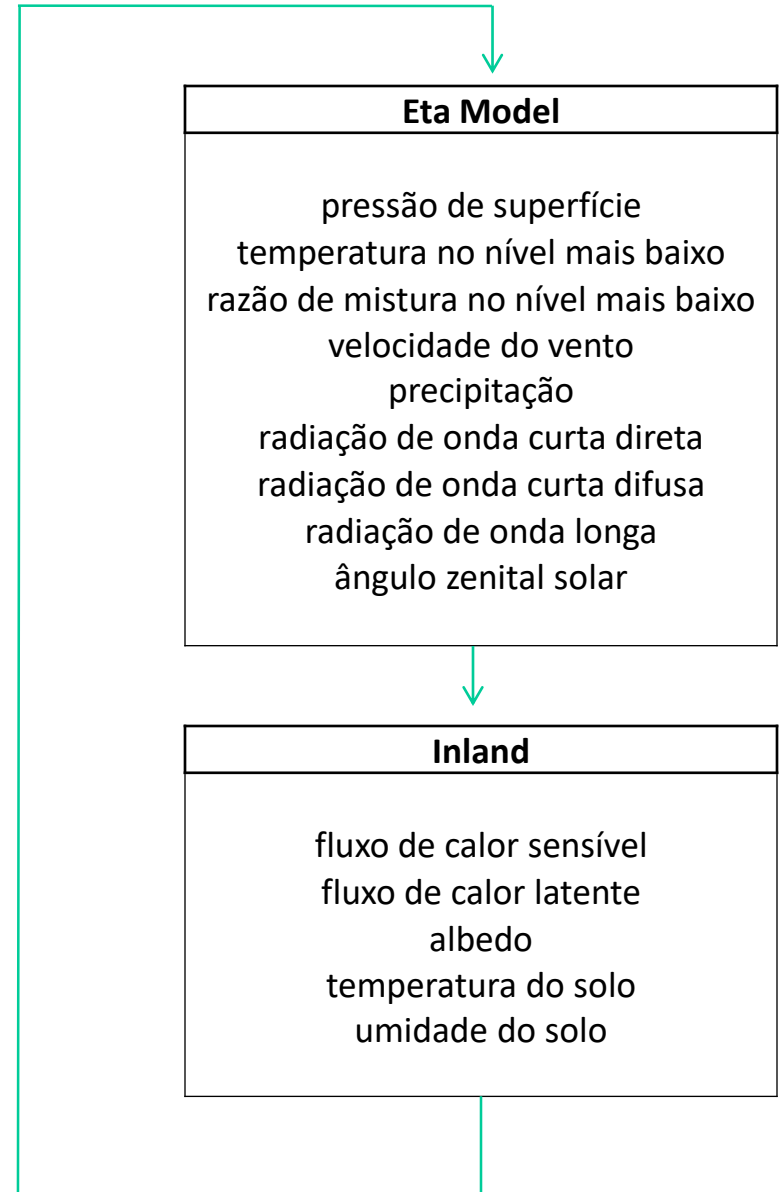 Eta Model
pressão de superfície
temperatura no nível mais baixo
razão de mistura no nível mais baixo
velocidade do vento
precipitação
radiação de onda curta direta
radiação de onda curta difusa
radiação de onda longa
ângulo zenital solar
Inland
fluxo de calor sensível
fluxo de calor latente
albedo
temperatura do solo
umidade do solo